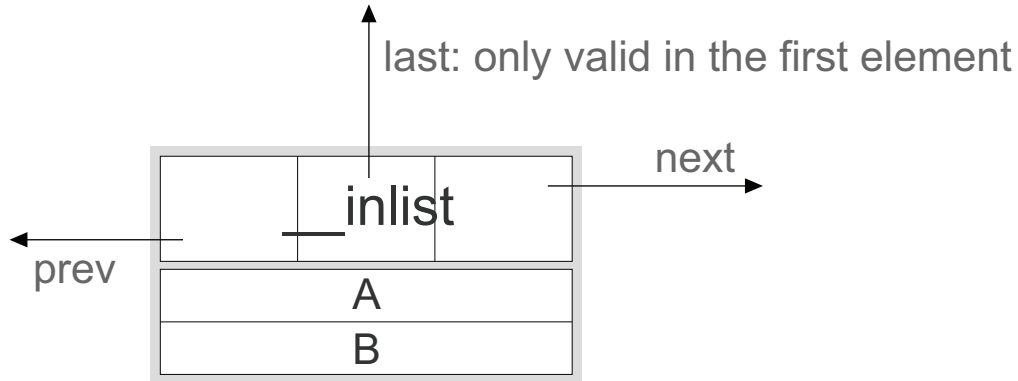 last: only valid in the first element
next
__inlist
prev
A
B